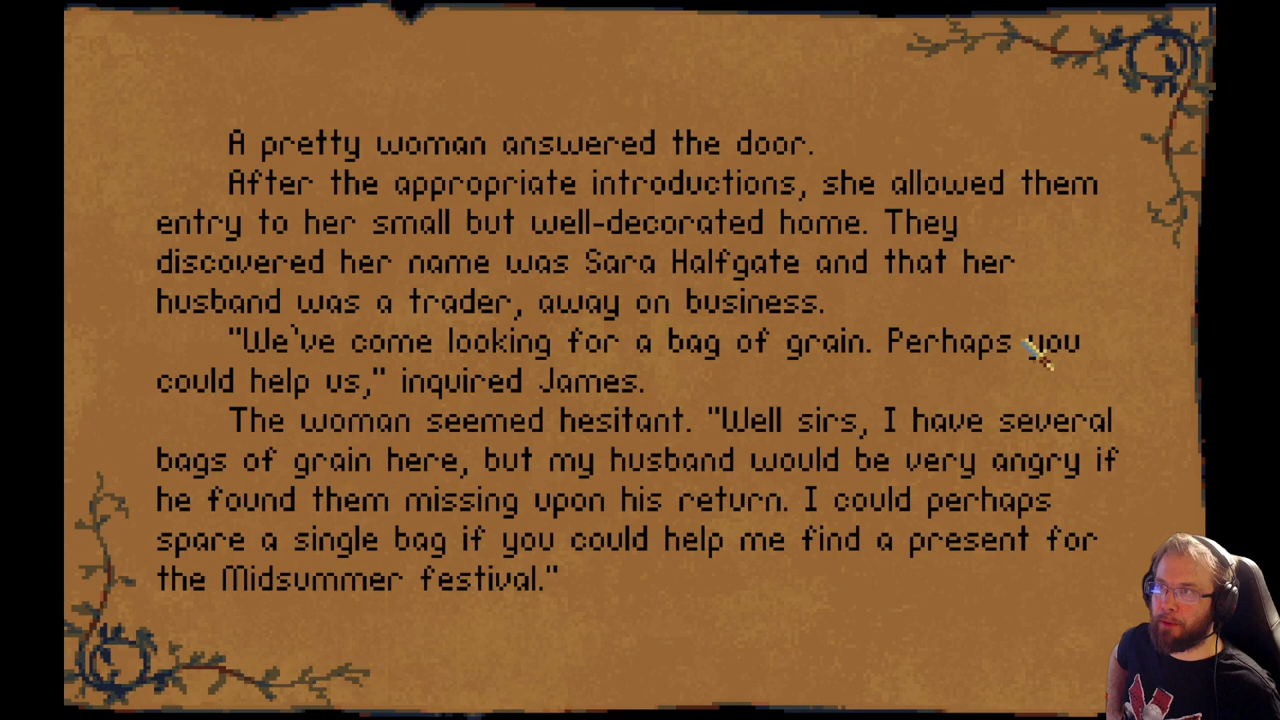 A pretty woman answered the door.
After the appropriate introductions, she allowed them
entry to her small but well-decorated home. They
discovered her name was Sara Halfgate and that her
husband was a trader, away on business.
"We've come looking for a bag of grain. Perhaps you
could help us," inquired James.
The woman seemed hesitant. "Well sirs, I have several
bags of grain here, but my husband would be very angry if
he found them missing upon his return. I could perhaps
spare a single bag if you could help me find a present for
the Midsummer festival."